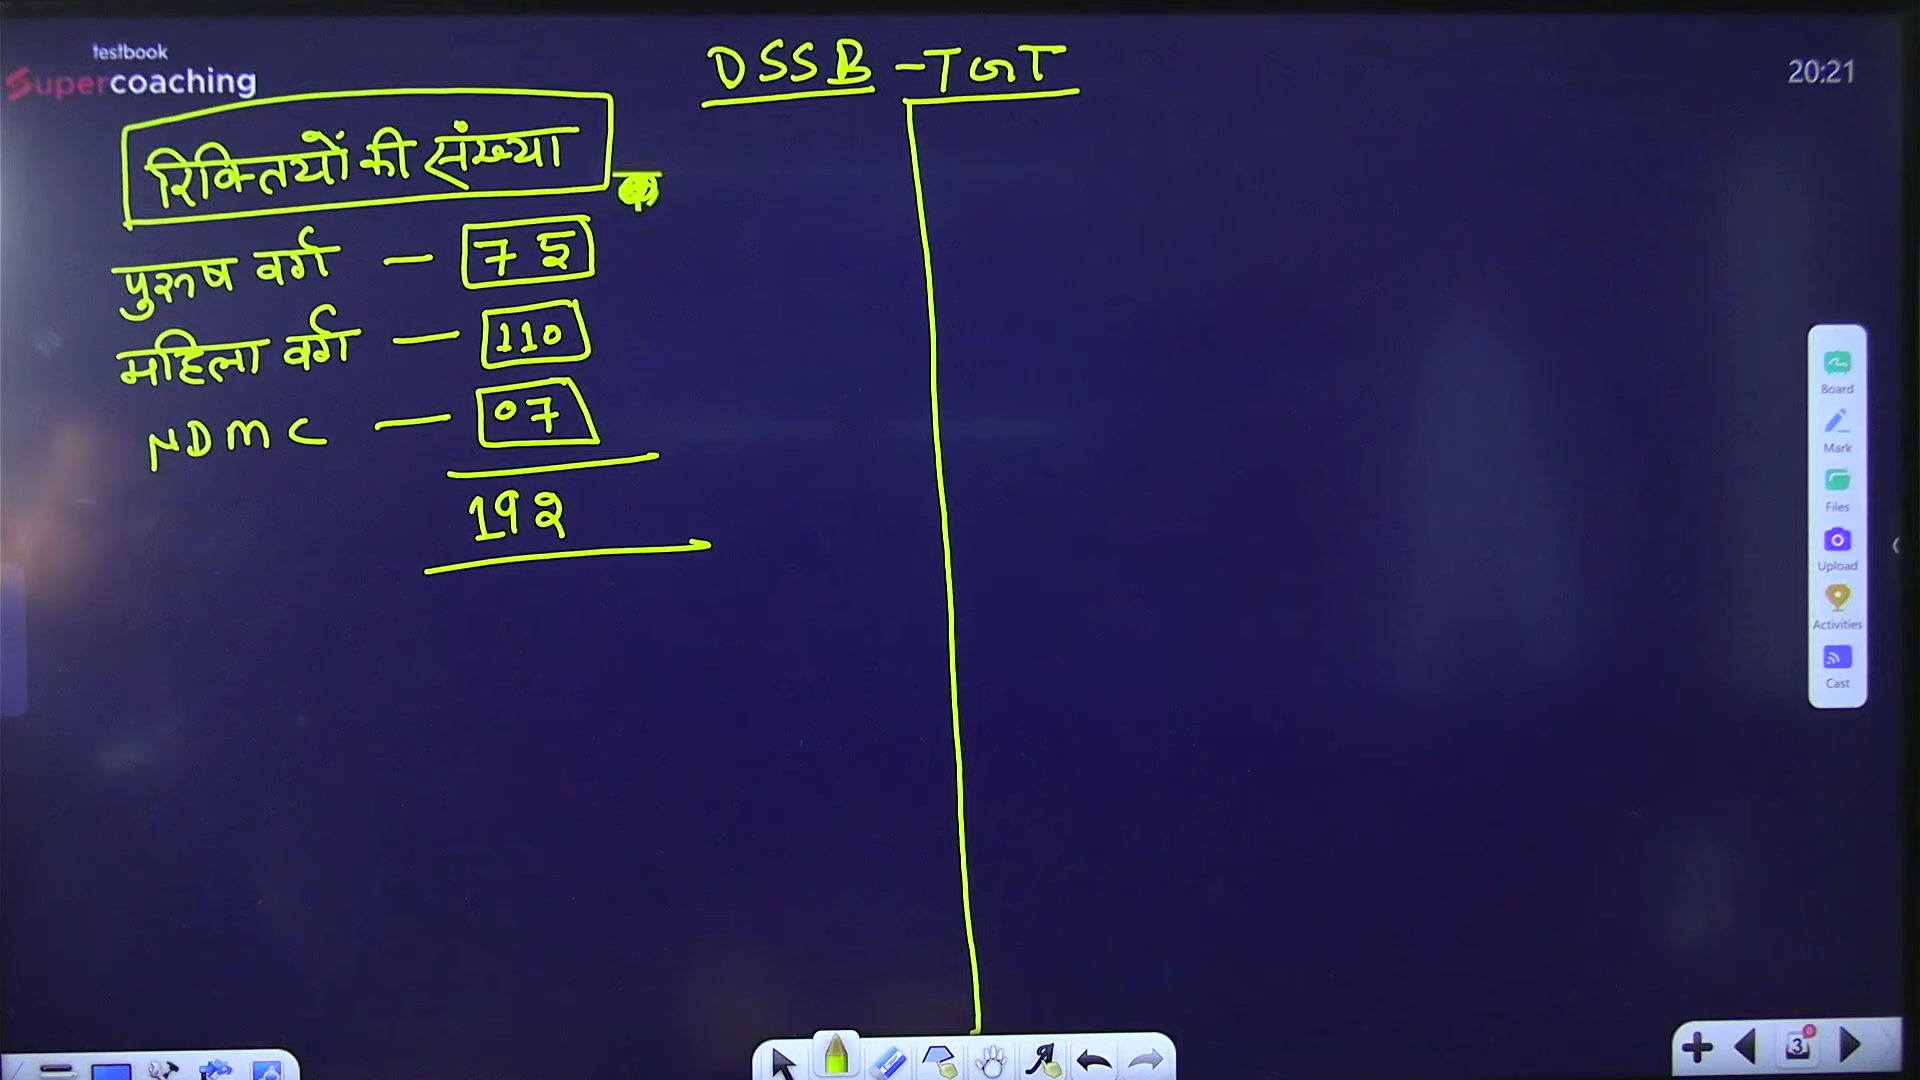 testbook
Supercoaching
DSSB - TGT
20:21
रिक्तियों की संख्या
पुरुष वर्ग — 75
महिला वर्ग — 110
NDMC — 07
192
Board
Mark
Files
Upload
Activities
Cast
3